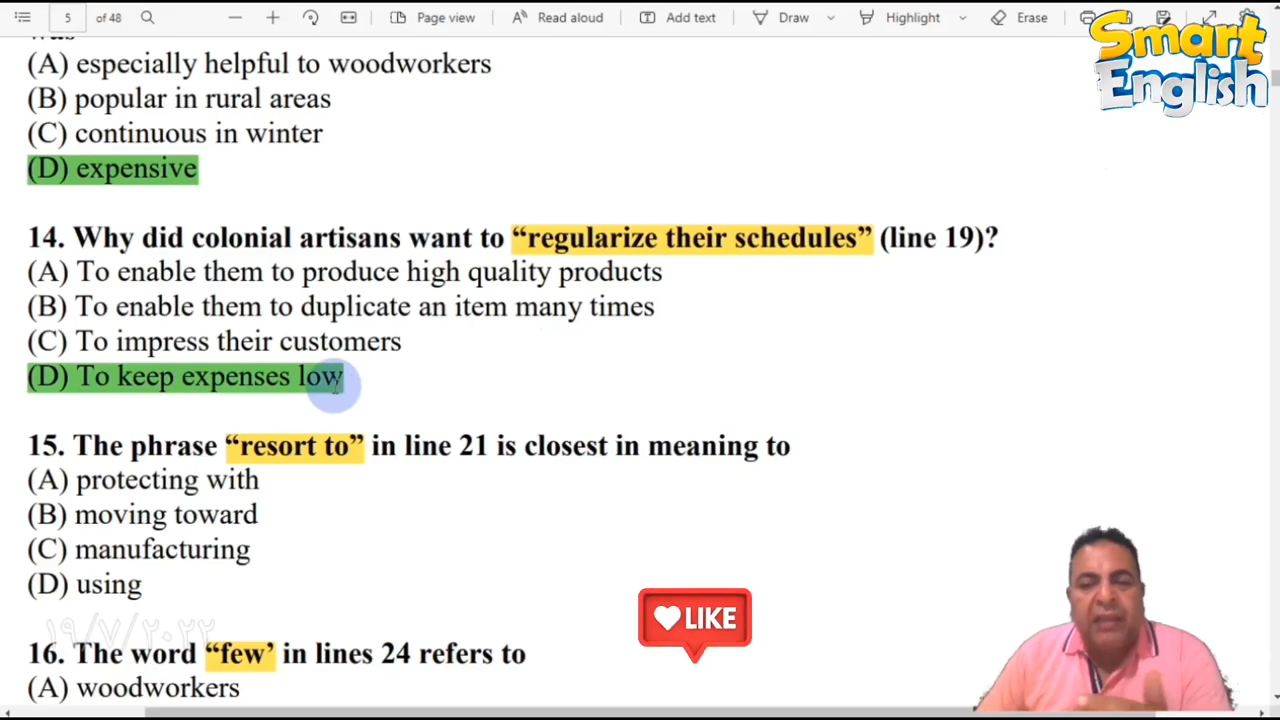 5 of 48 Page view Read aloud Add text Draw Highlight Erase
Smart
English
was
(A) especially helpful to woodworkers
(B) popular in rural areas
(C) continuous in winter
(D) expensive
14. Why did colonial artisans want to “regularize their schedules” (line 19)?
(A) To enable them to produce high quality products
(B) To enable them to duplicate an item many times
(C) To impress their customers
(D) To keep expenses low
15. The phrase “resort to” in line 21 is closest in meaning to
(A) protecting with
(B) moving toward
(C) manufacturing
(D) using
LIKE
١٩/٧/٢٠٢٢
16. The word “few’ in lines 24 refers to
(A) woodworkers